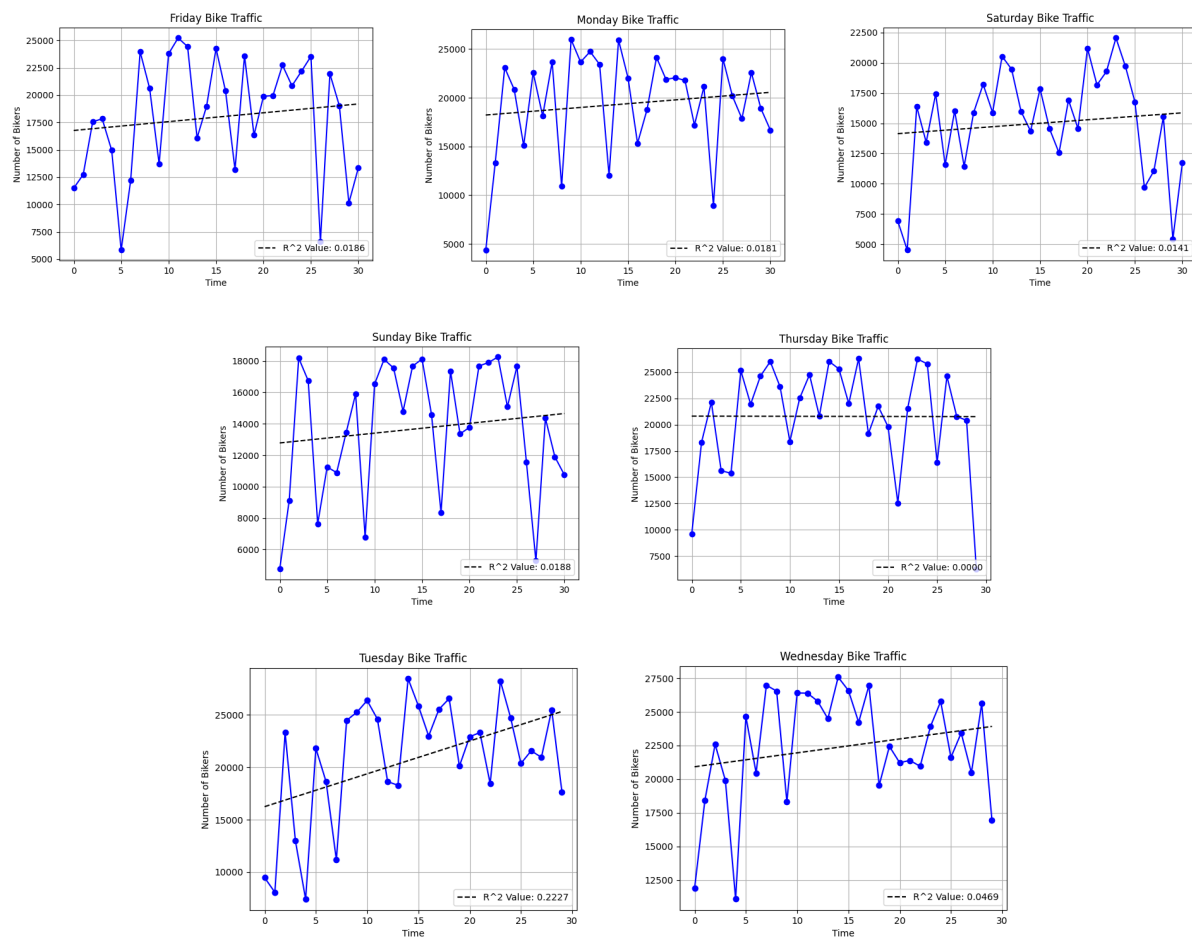 Friday Bike Traffic
Number of Bikers
25000
22500
20000
17500
15000
12500
10000
7500
5000
0 5 10 15 20 25 30
Time
R^2 Value: 0.0186
Monday Bike Traffic
Number of Bikers
25000
20000
15000
10000
5000
0 5 10 15 20 25 30
Time
R^2 Value: 0.0181
Saturday Bike Traffic
Number of Bikers
22500
20000
17500
15000
12500
10000
7500
5000
0 5 10 15 20 25 30
Time
R^2 Value: 0.0141
Sunday Bike Traffic
Number of Bikers
18000
16000
14000
12000
10000
8000
6000
0 5 10 15 20 25 30
Time
R^2 Value: 0.0188
Thursday Bike Traffic
Number of Bikers
25000
22500
20000
17500
15000
12500
10000
7500
0 5 10 15 20 25 30
Time
R^2 Value: 0.0000
Tuesday Bike Traffic
Number of Bikers
25000
20000
15000
10000
0 5 10 15 20 25 30
Time
R^2 Value: 0.2227
Wednesday Bike Traffic
Number of Bikers
27500
25000
22500
20000
17500
15000
12500
0 5 10 15 20 25 30
Time
R^2 Value: 0.0469